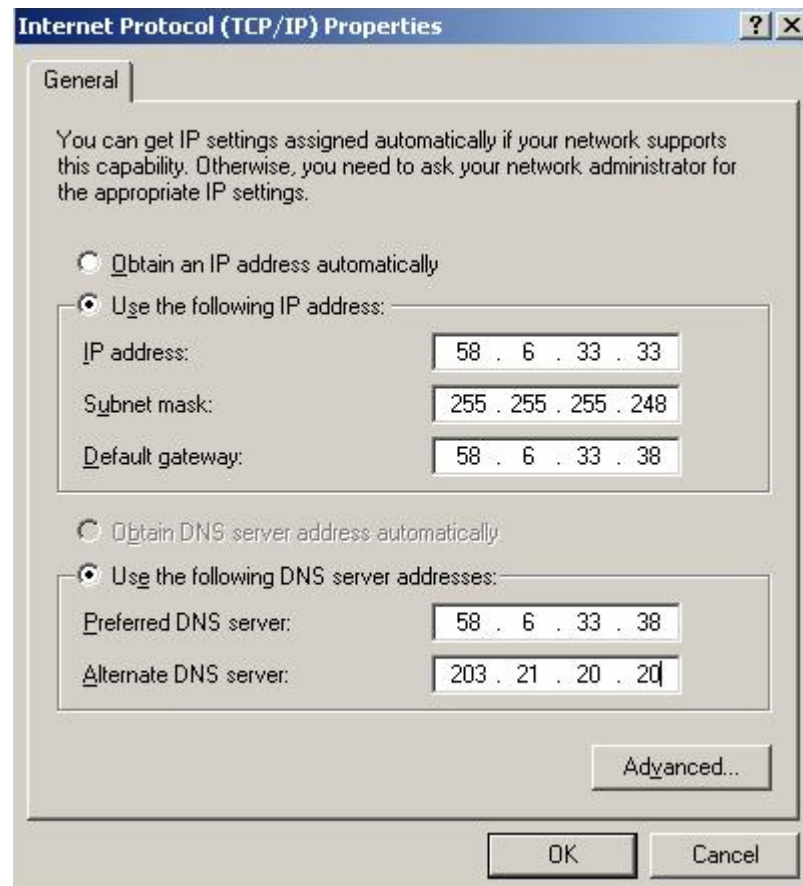 Internet Protocol (TCP/IP) Properties
General
You can get IP settings assigned automatically if your network supports
this capability. Otherwise, you need to ask your network administrator for
the appropriate IP settings.
Obtain an IP address automatically
Use the following IP address:
IP address: 58 . 6 . 33 . 33
Subnet mask: 255 . 255 . 255 . 248
Default gateway: 58 . 6 . 33 . 38
Obtain DNS server address automatically
Use the following DNS server addresses:
Preferred DNS server: 58 . 6 . 33 . 38
Alternate DNS server: 203 . 21 . 20 . 20
Advanced...
OK Cancel